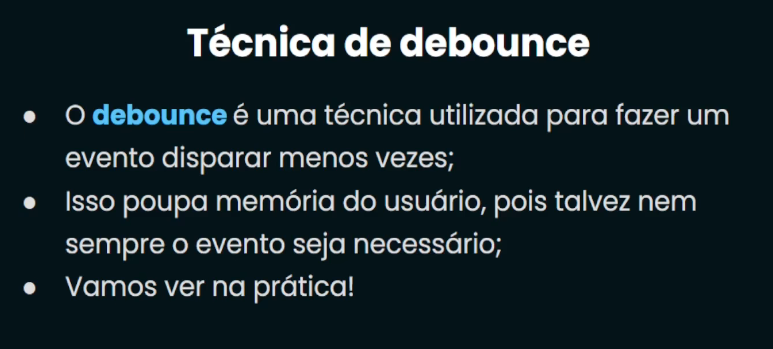 Técnica de debounce
● O debounce é uma técnica utilizada para fazer um
evento disparar menos vezes;
● Isso poupa memória do usuário, pois talvez nem
sempre o evento seja necessário;
● Vamos ver na prática!